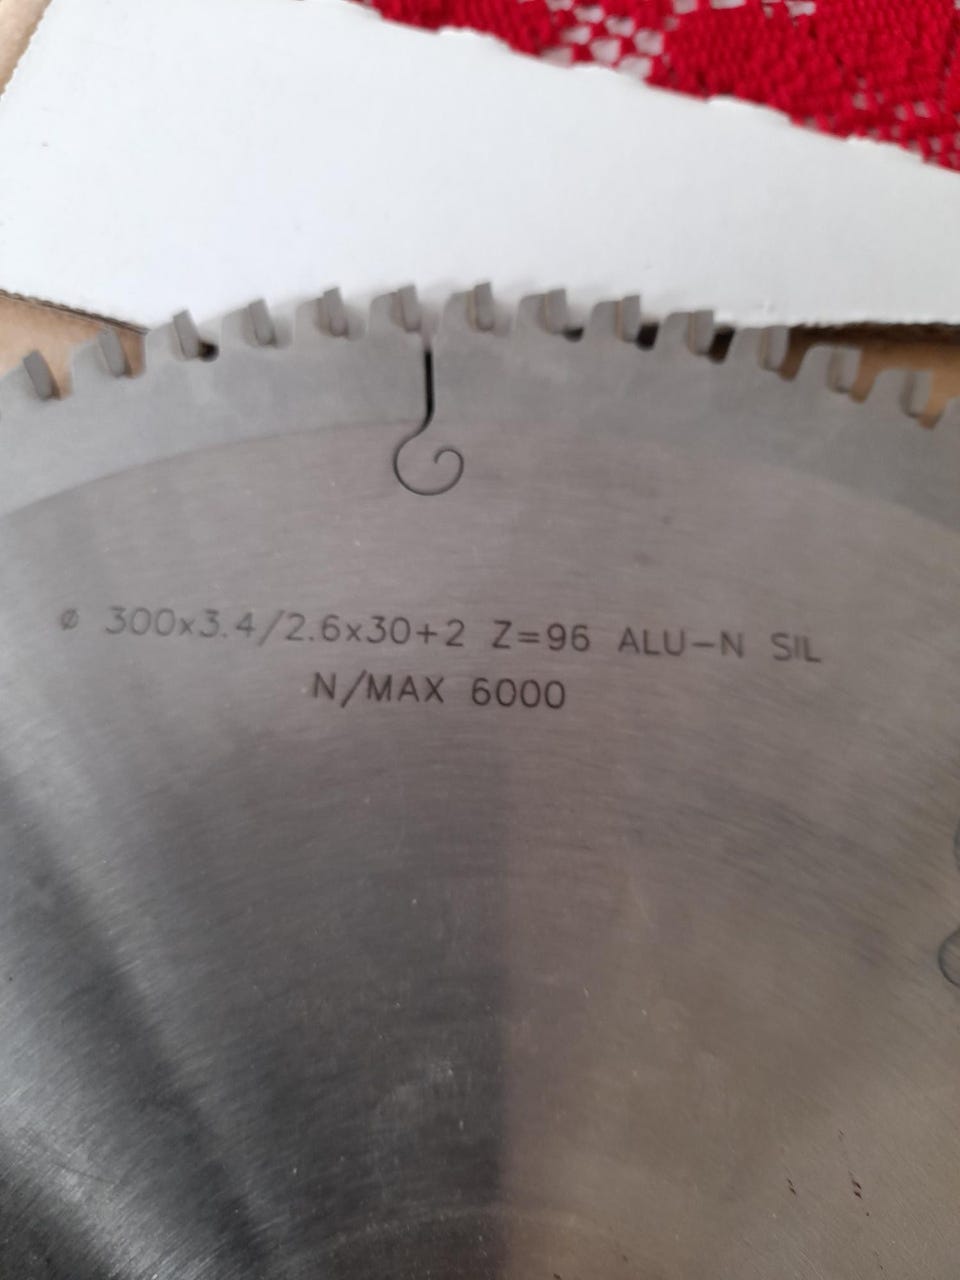 ø 300x3.4/2.6x30+2 Z=96 ALU-N SIL
N/MAX 6000